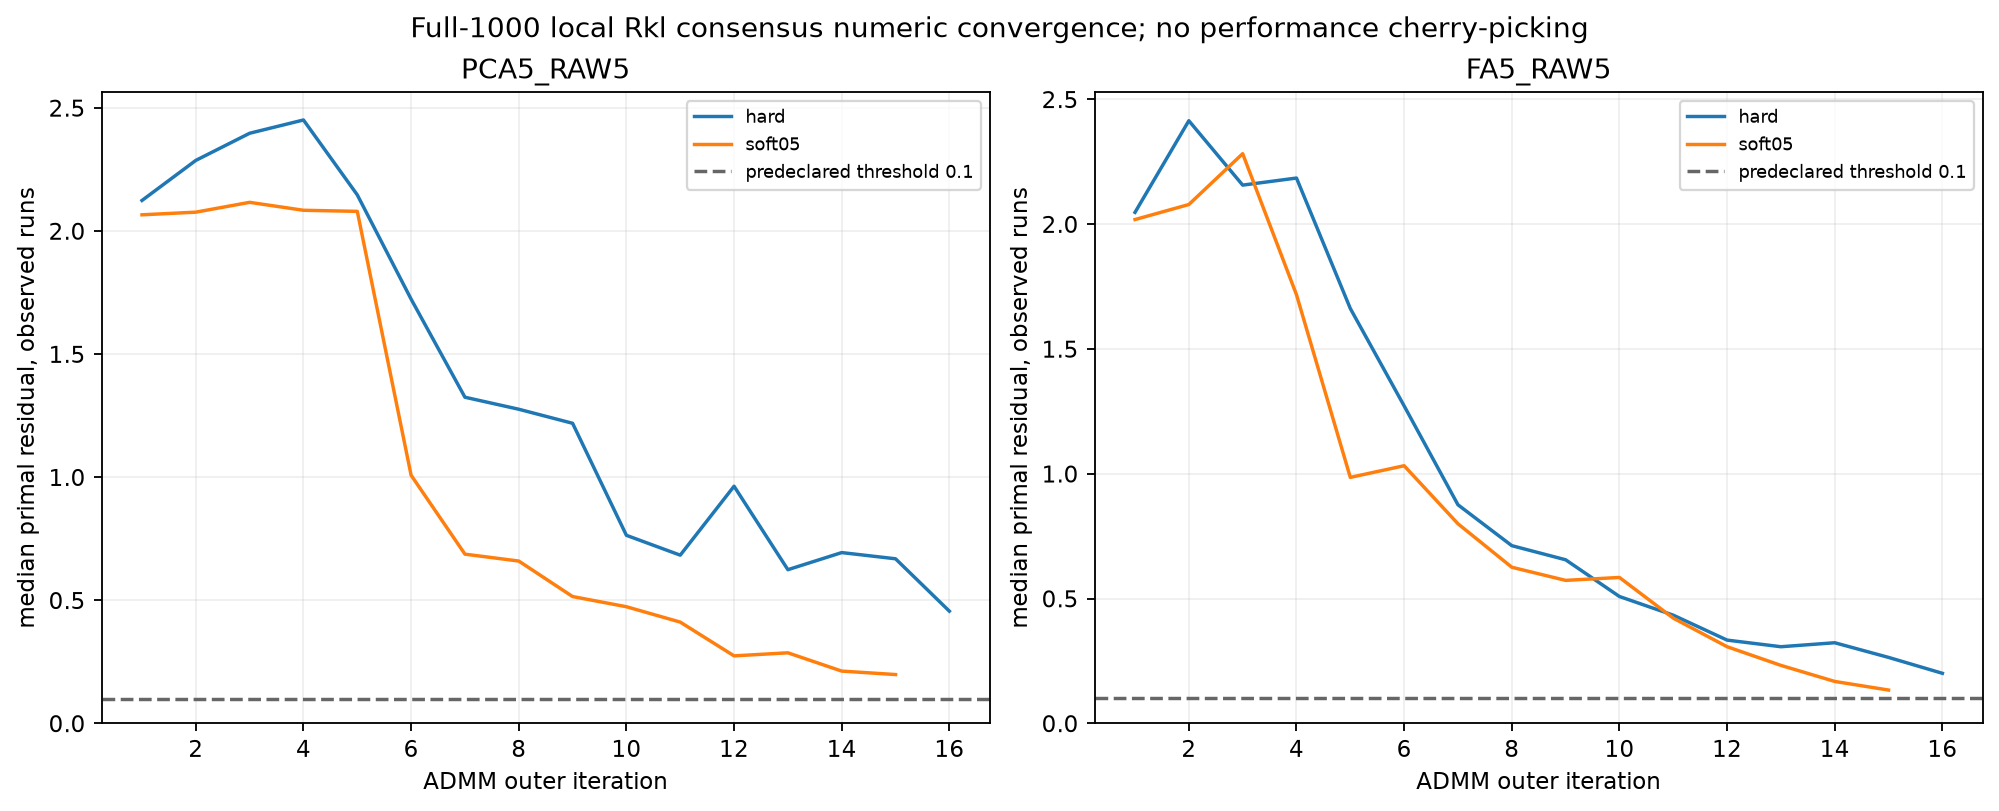 Full-1000 local Rkl consensus numeric convergence; no performance cherry-picking
PCA5_RAW5
median primal residual, observed runs
2.5
2.0
1.5
1.0
0.5
0.0
hard
soft05
predeclared threshold 0.1
2 4 6 8 10 12 14 16
ADMM outer iteration
FA5_RAW5
median primal residual, observed runs
2.5
2.0
1.5
1.0
0.5
0.0
hard
soft05
predeclared threshold 0.1
2 4 6 8 10 12 14 16
ADMM outer iteration